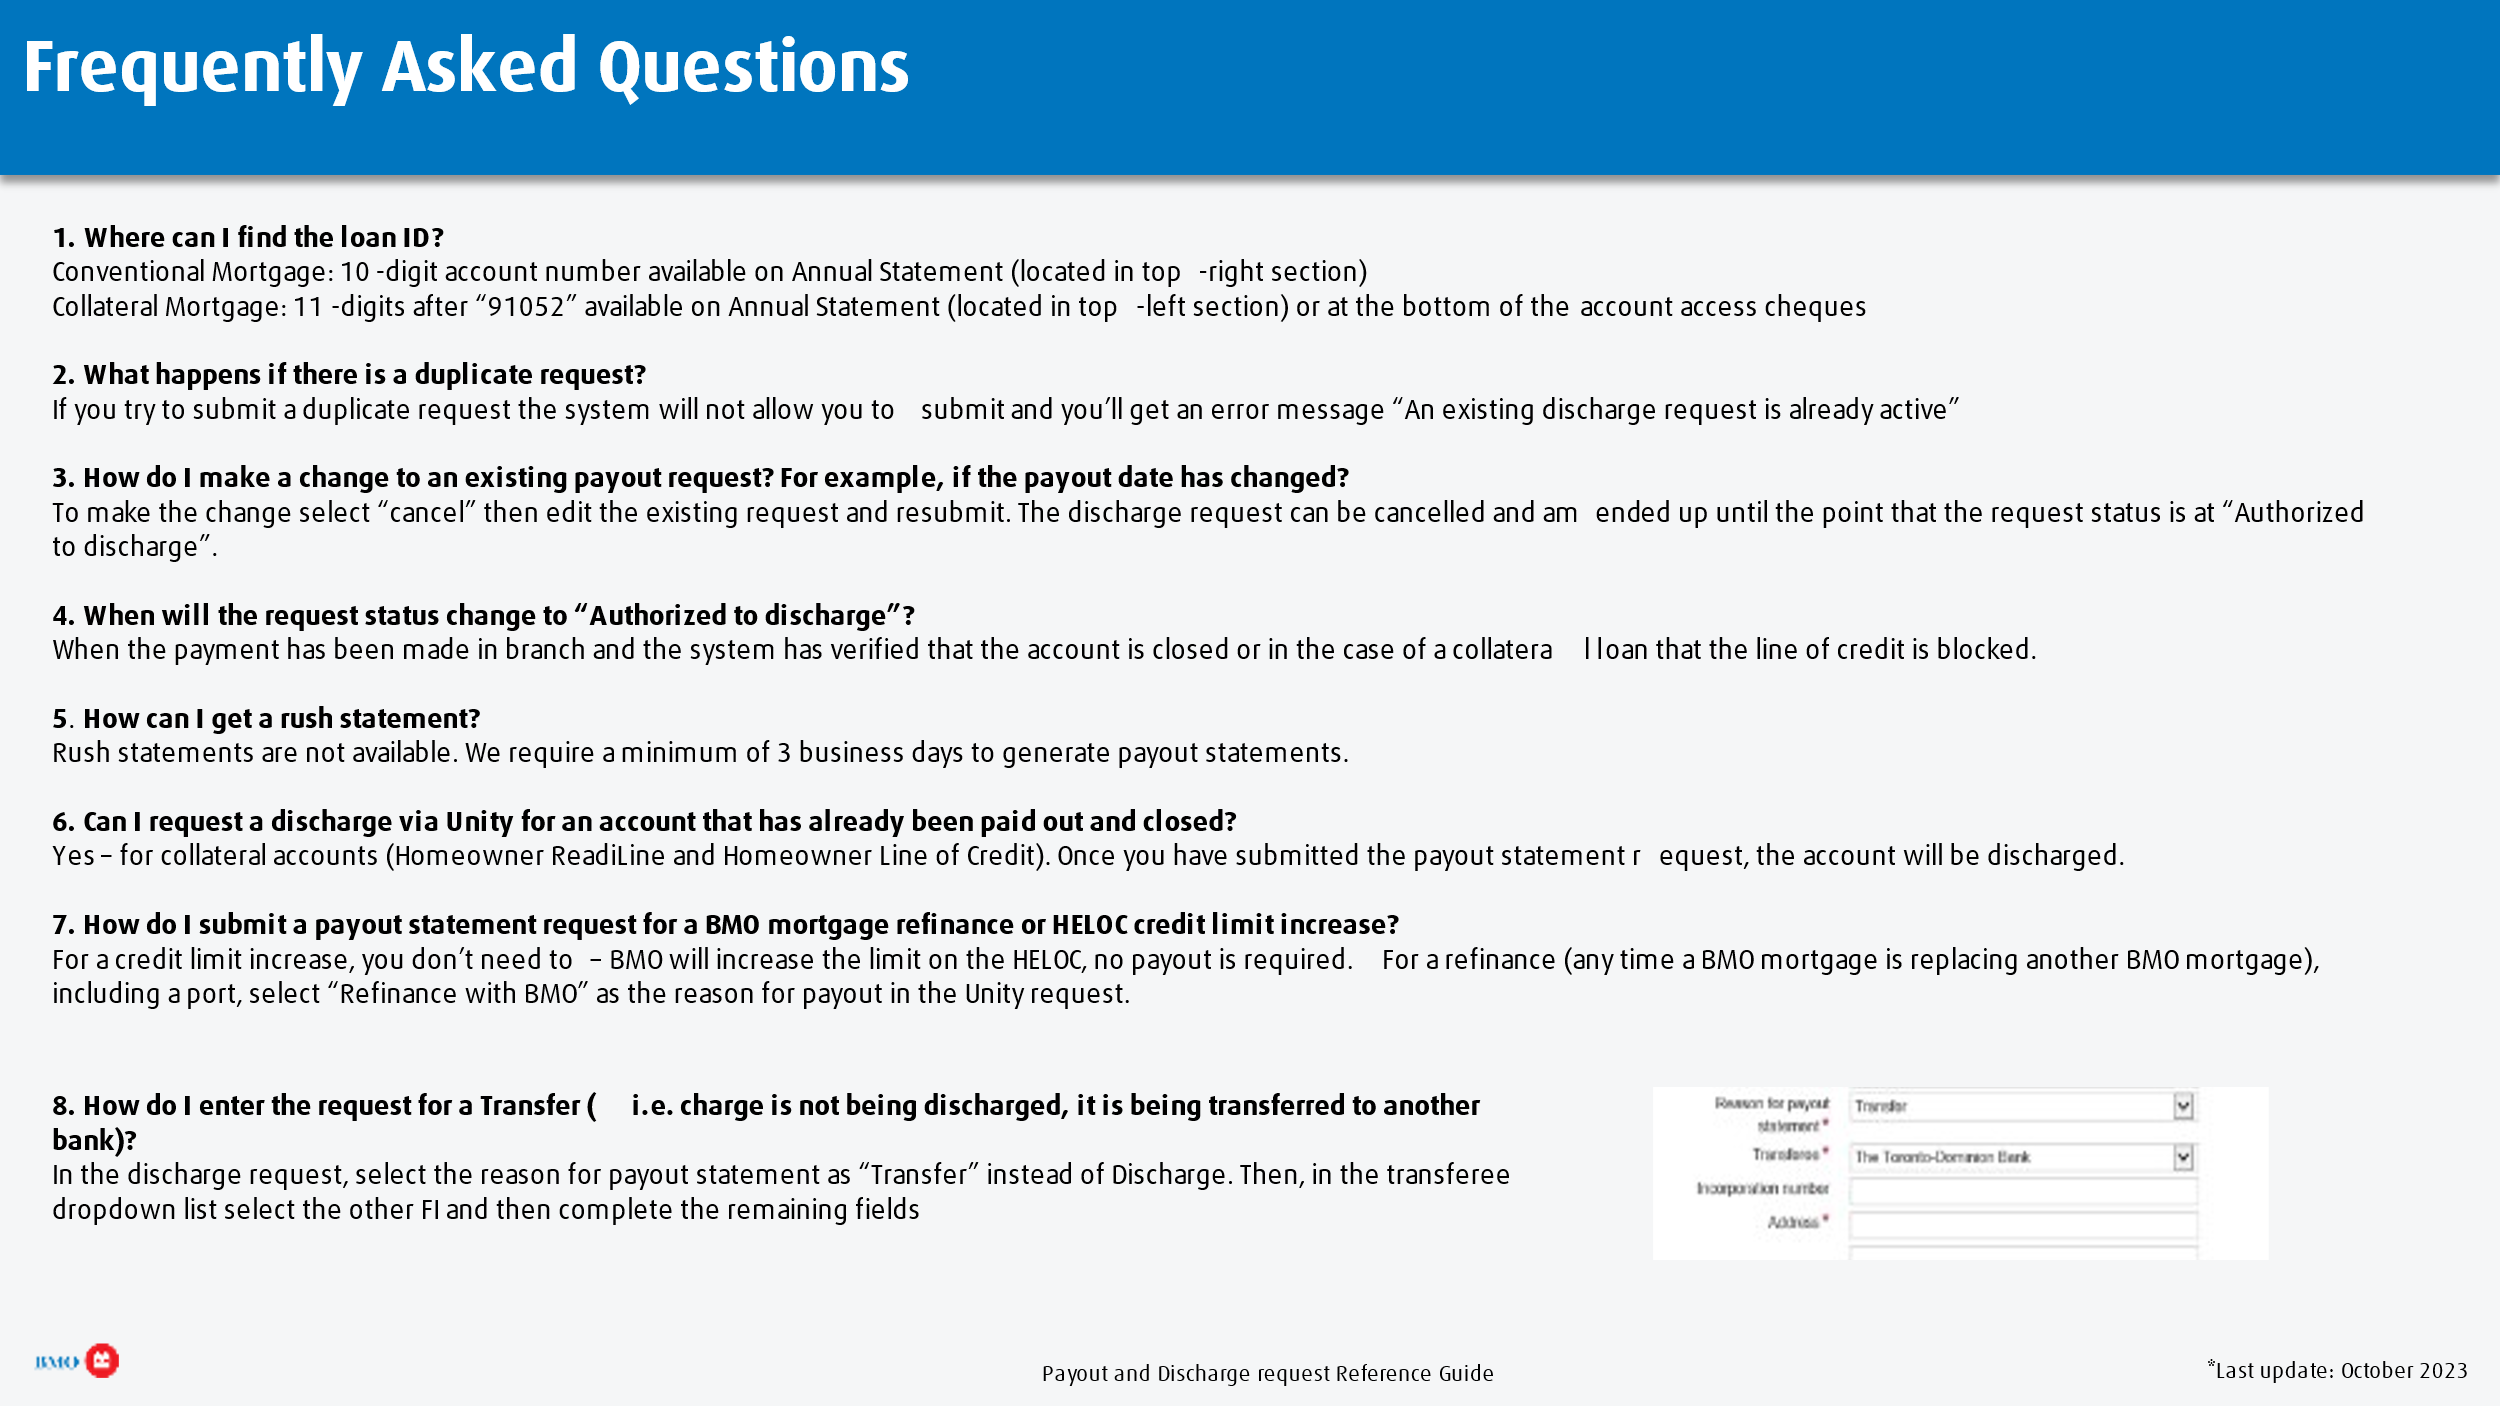 Frequently Asked Questions
1. Where can I find the loan ID?
Conventional Mortgage: 10 -digit account number available on Annual Statement (located in top -right section)
Collateral Mortgage: 11 -digits after “91052” available on Annual Statement (located in top -left section) or at the bottom of the account access cheques
2. What happens if there is a duplicate request?
If you try to submit a duplicate request the system will not allow you to submit and you’ll get an error message “An existing discharge request is already active”
3. How do I make a change to an existing payout request? For example, if the payout date has changed?
To make the change select “cancel” then edit the existing request and resubmit. The discharge request can be cancelled and am ended up until the point that the request status is at “Authorized
to discharge”.
4. When will the request status change to “Authorized to discharge”?
When the payment has been made in branch and the system has verified that the account is closed or in the case of a collatera l loan that the line of credit is blocked.
5. How can I get a rush statement?
Rush statements are not available. We require a minimum of 3 business days to generate payout statements.
6. Can I request a discharge via Unity for an account that has already been paid out and closed?
Yes – for collateral accounts (Homeowner ReadiLine and Homeowner Line of Credit). Once you have submitted the payout statement r equest, the account will be discharged.
7. How do I submit a payout statement request for a BMO mortgage refinance or HELOC credit limit increase?
For a credit limit increase, you don’t need to – BMO will increase the limit on the HELOC, no payout is required. For a refinance (any time a BMO mortgage is replacing another BMO mortgage),
including a port, select “Refinance with BMO” as the reason for payout in the Unity request.
8. How do I enter the request for a Transfer ( i.e. charge is not being discharged, it is being transferred to another
bank)?
In the discharge request, select the reason for payout statement as “Transfer” instead of Discharge. Then, in the transferee
dropdown list select the other FI and then complete the remaining fields
Reason for payout Transfer
statement *
Transferee * The Toronto-Dominion Bank
Incorporation number
Address *
BMO
Payout and Discharge request Reference Guide
*Last update: October 2023